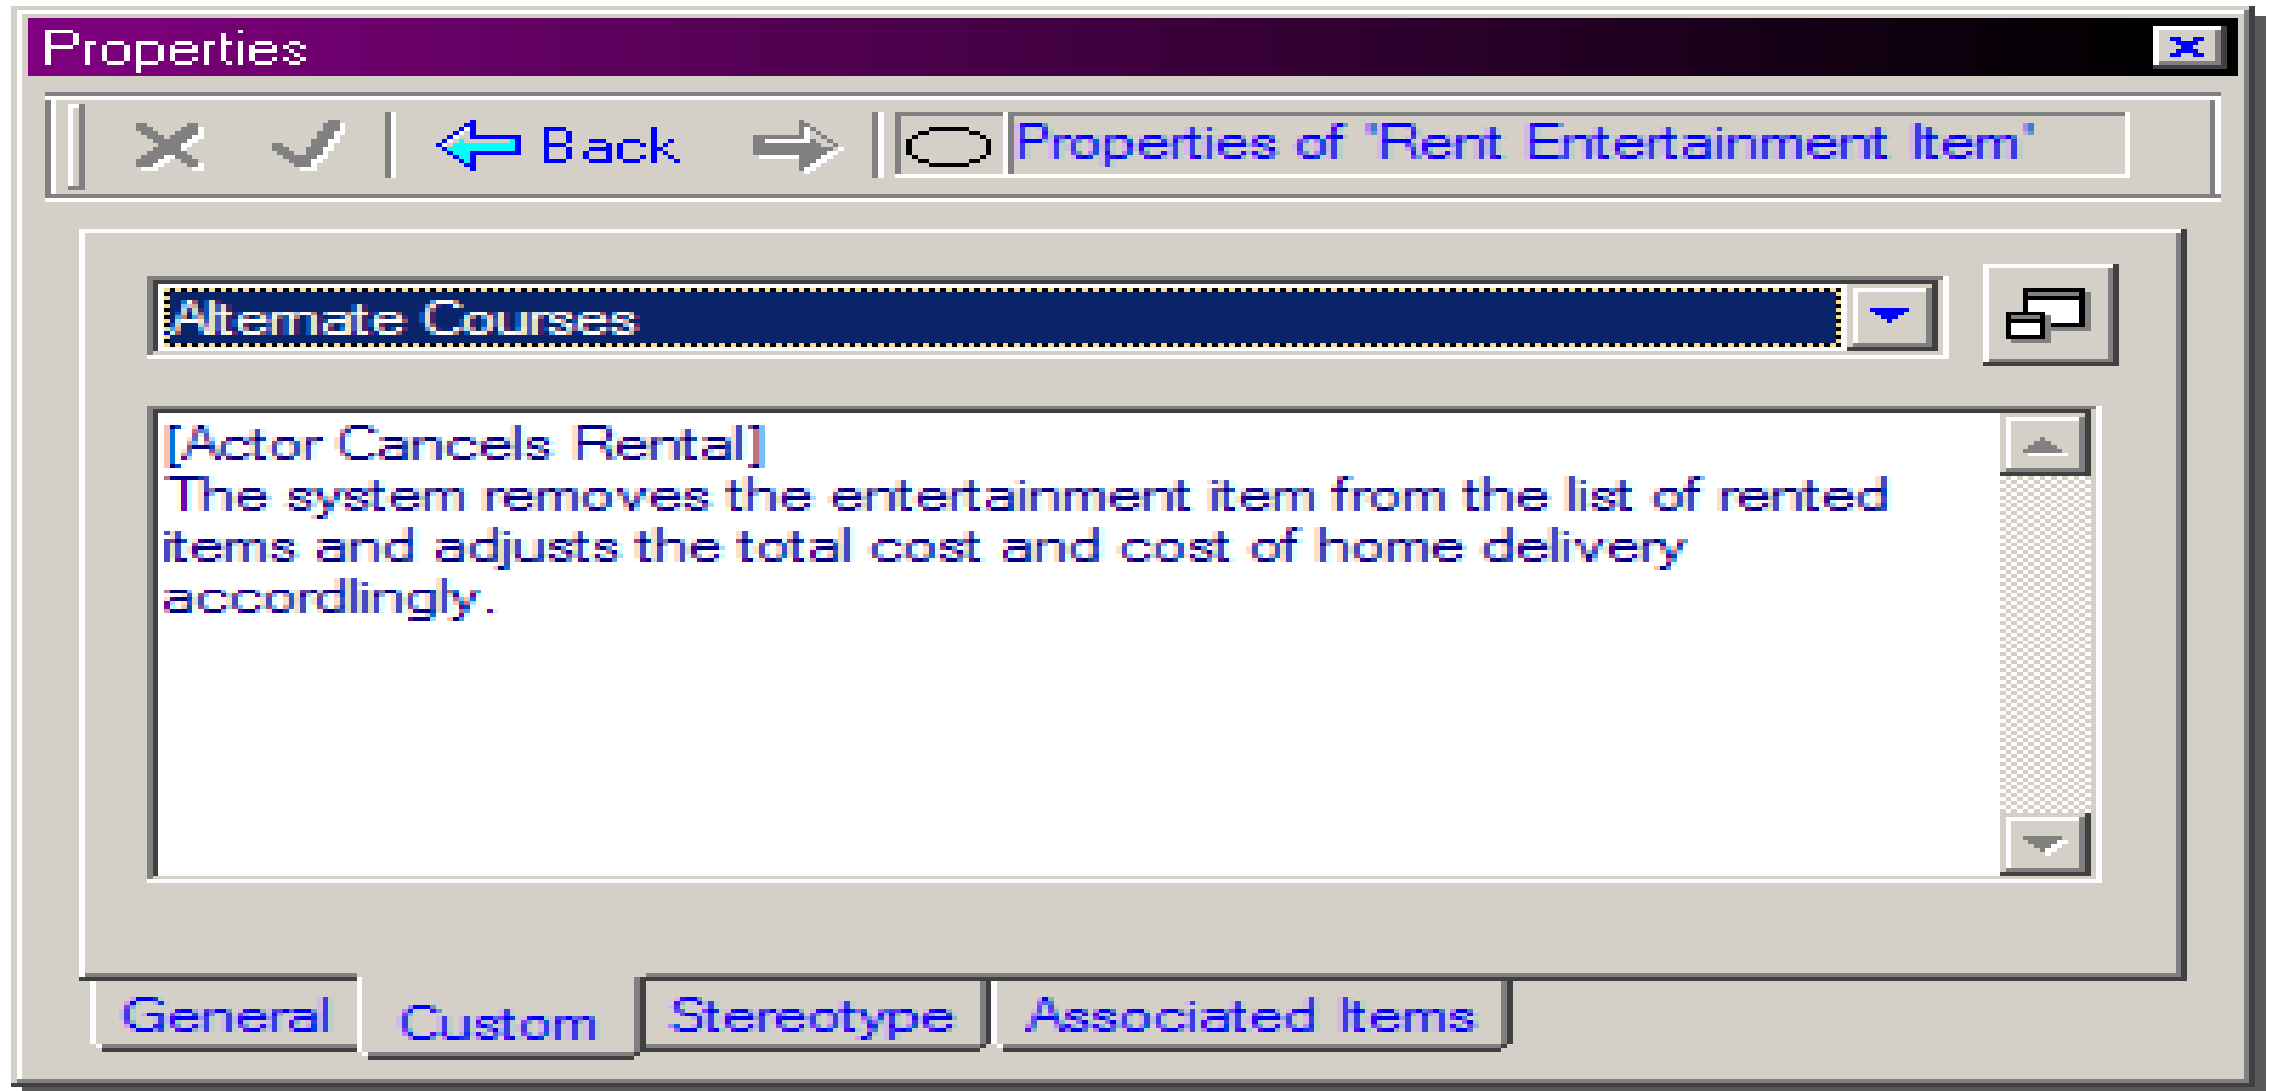 Properties
Back
Properties of 'Rent Entertainment Item'
Alternate Courses
[Actor Cancels Rental]
The system removes the entertainment item from the list of rented
items and adjusts the total cost and cost of home delivery
accordlingly.
General
Custom
Stereotype
Associated Items